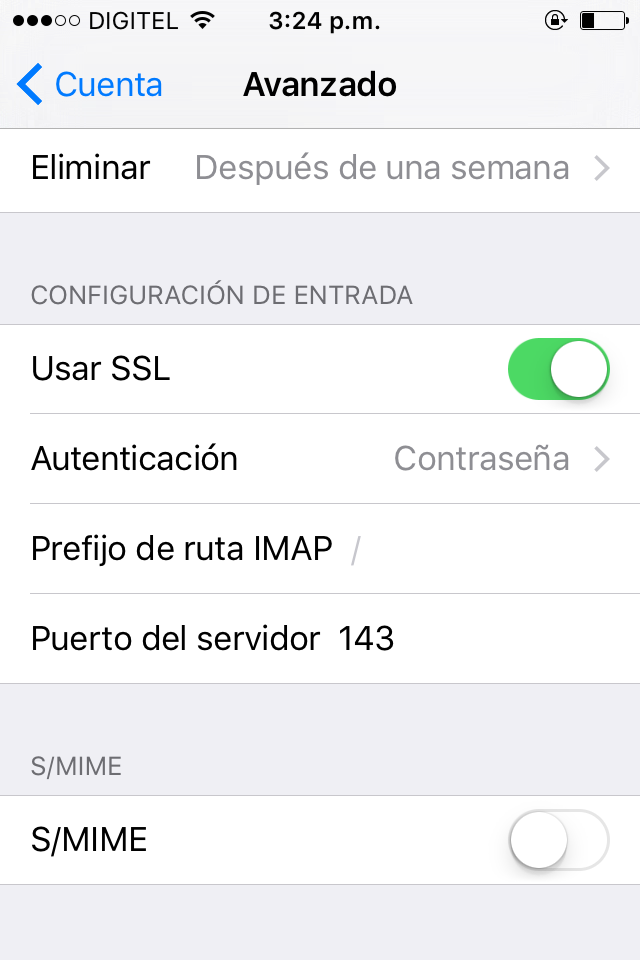 DIGITEL 3:24 p.m.
Cuenta Avanzado
Eliminar Después de una semana
CONFIGURACIÓN DE ENTRADA
Usar SSL
Autenticación Contraseña
Prefijo de ruta IMAP /
Puerto del servidor 143
S/MIME
S/MIME